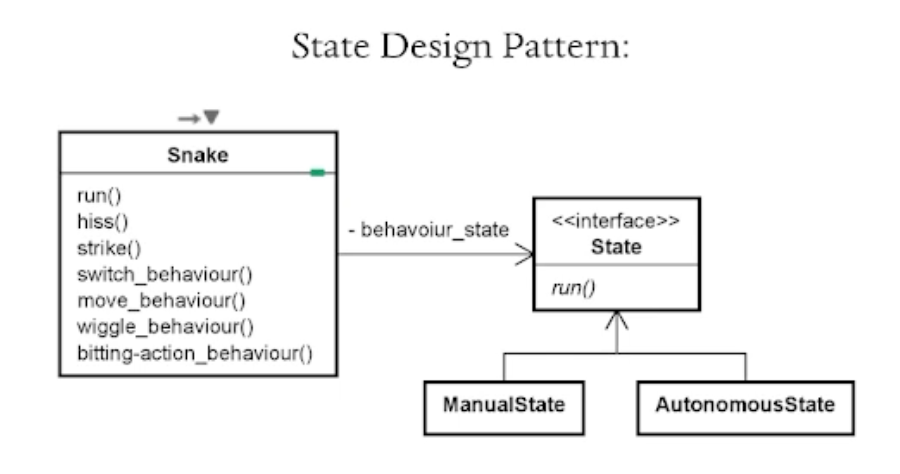 State Design Pattern:
Snake
run()
hiss()
strike()
switch_behaviour()
move_behaviour()
wiggle_behaviour()
bitting-action_behaviour()
- behavoiur_state
<<interface>>
State
run()
ManualState
AutonomousState